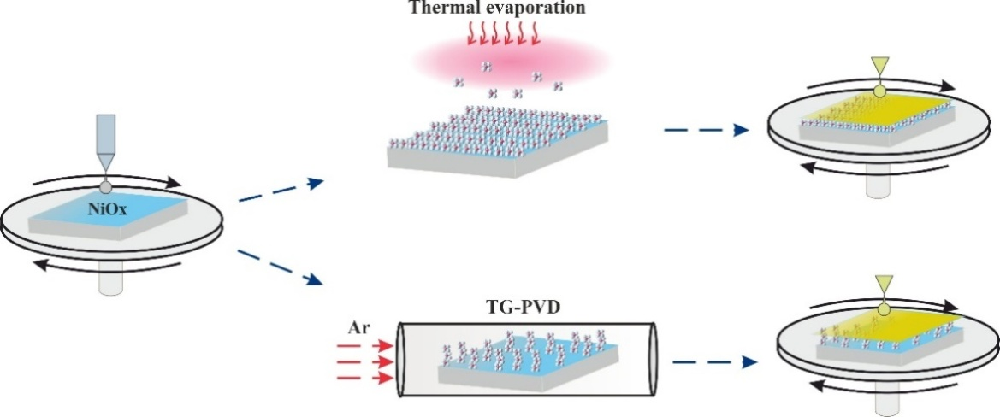 Thermal evaporation
NiOx
TG-PVD
Ar